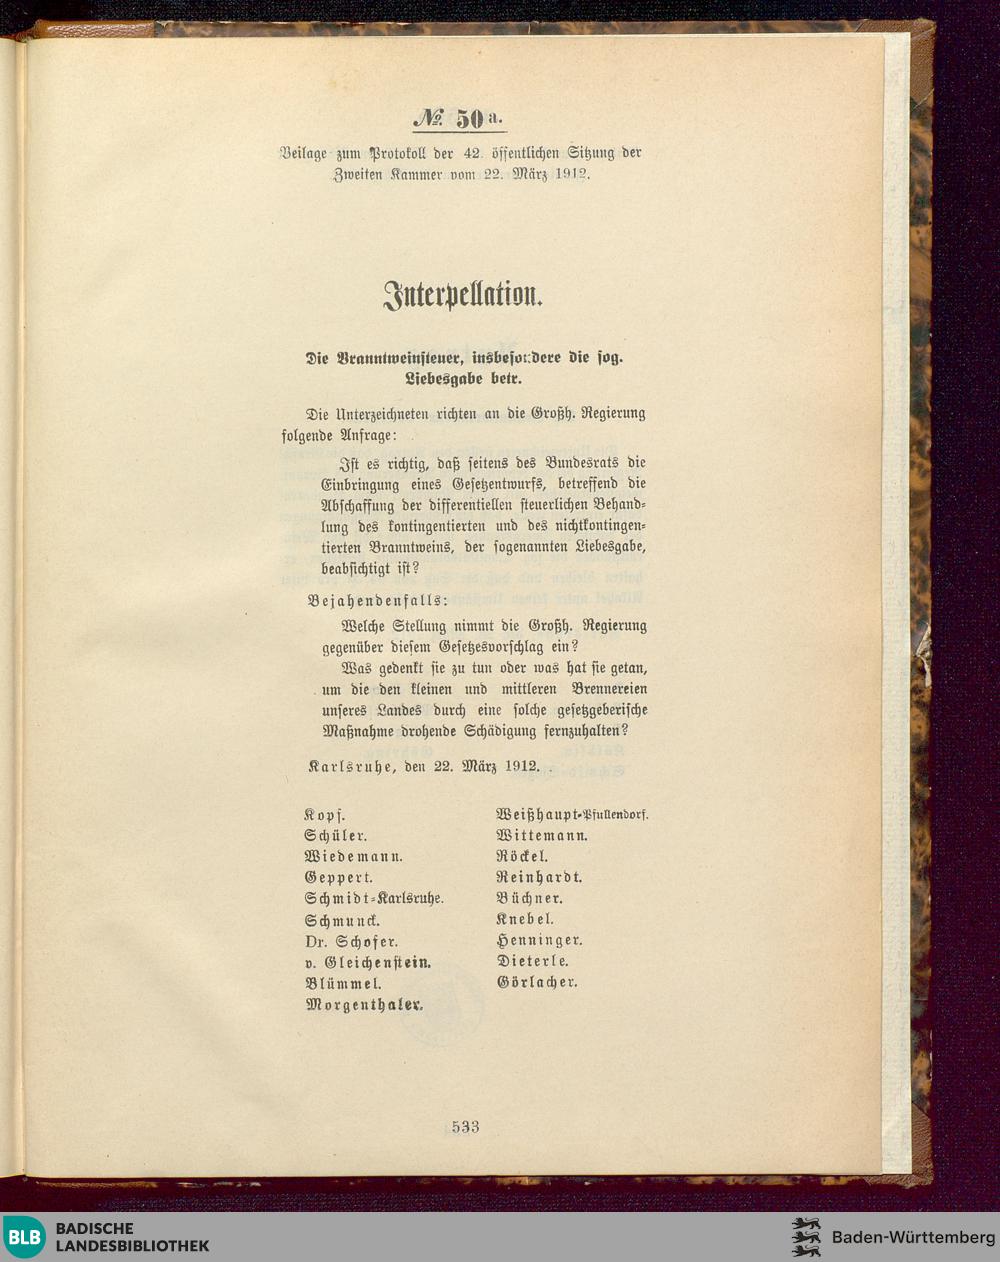 № 50 a.
Beilage zum Protokoll der 42. öffentlichen Sitzung der
Zweiten Kammer vom 22. März 1912.
Interpellation.
Die Branntweinsteuer, insbesondere die sog.
Liebesgabe betr.
Die Unterzeichneten richten an die Großh. Regierung
folgende Anfrage:
Ist es richtig, daß seitens des Bundesrats die
Einbringung eines Gesetzentwurfs, betreffend die
Abschaffung der differentiellen steuerlichen Behand-
lung des kontingentierten und des nichtkontingen-
tierten Branntweins, der sogenannten Liebesgabe,
beabsichtigt ist?
Bejahendenfalls:
Welche Stellung nimmt die Großh. Regierung
gegenüber diesem Gesetzesvorschlag ein?
Was gedenkt sie zu tun oder was hat sie getan,
um die den kleinen und mittleren Brennereien
unseres Landes durch eine solche gesetzgeberische
Maßnahme drohende Schädigung fernzuhalten?
Karlsruhe, den 22. März 1912.
Kopf.
Schüler.
Wiedemann.
Geppert.
Schmidt-Karlsruhe.
Schmunck.
Dr. Schofer.
v. Gleichenstein.
Blümmel.
Morgenthaler.
Weißhaupt-Pfullendorf.
Wittemann.
Röckel.
Reinhardt.
Büchner.
Knebel.
Henninger.
Dieterle.
Görlacher.
533
BLB BADISCHE
LANDESBIBLIOTHEK
Baden-Württemberg